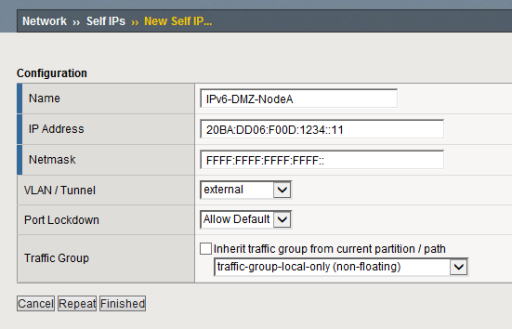 Network ›› Self IPs ›› New Self IP...
Configuration
Name IPv6-DMZ-NodeA
IP Address 20BA:DD06:F00D:1234::11
Netmask FFFF:FFFF:FFFF:FFFF::
VLAN / Tunnel external
Port Lockdown Allow Default
Traffic Group Inherit traffic group from current partition / path
traffic-group-local-only (non-floating)
Cancel Repeat Finished